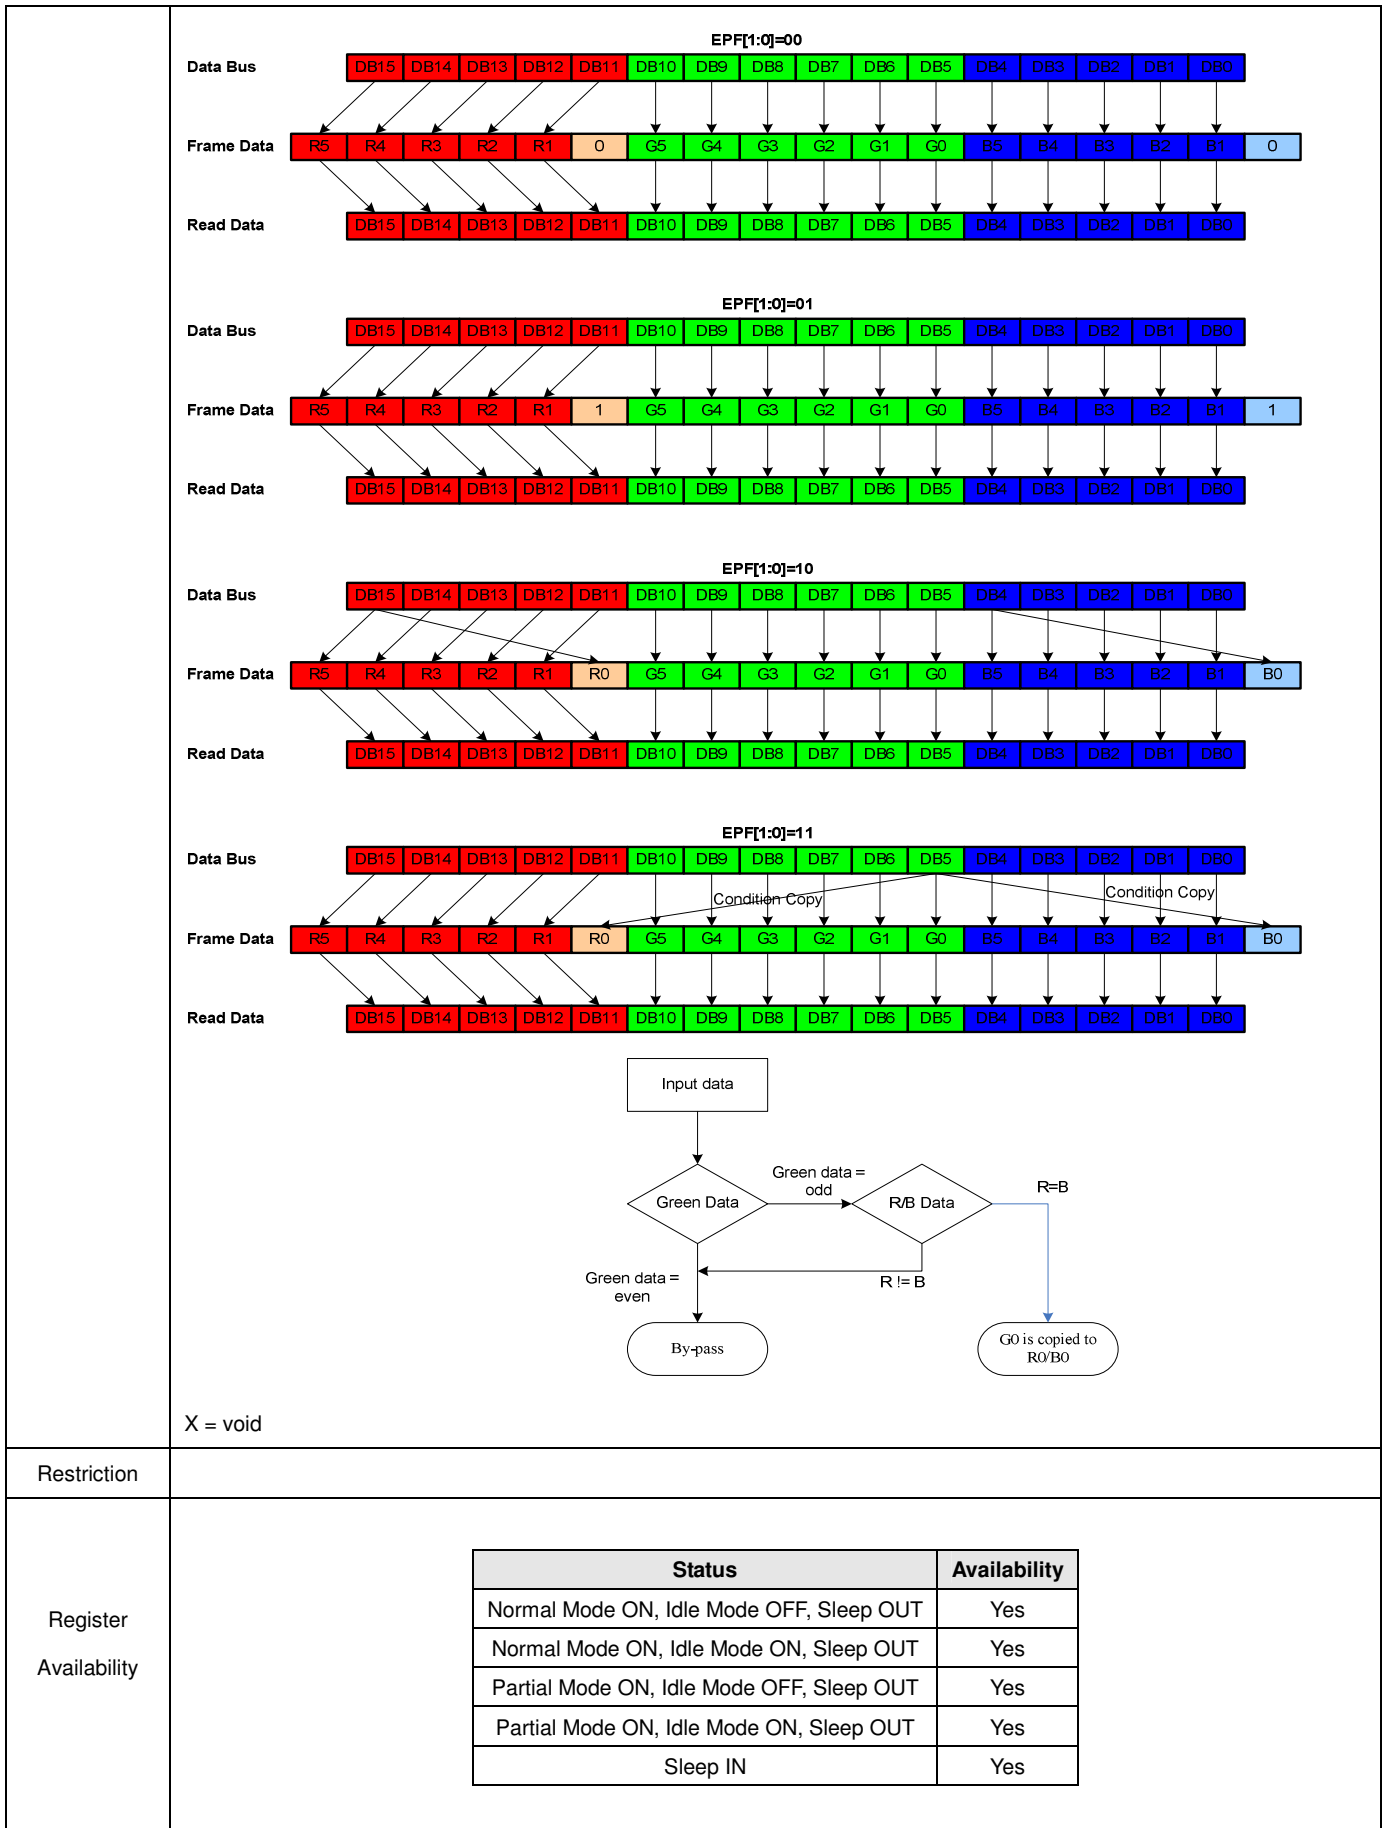 EPF[1:0]=00
Data Bus DB15 DB14 DB13 DB12 DB11 DB10 DB9 DB8 DB7 DB6 DB5 DB4 DB3 DB2 DB1 DB0
Frame Data R5 R4 R3 R2 R1 0 G5 G4 G3 G2 G1 G0 B5 B4 B3 B2 B1 0
Read Data DB15 DB14 DB13 DB12 DB11 DB10 DB9 DB8 DB7 DB6 DB5 DB4 DB3 DB2 DB1 DB0
EPF[1:0]=01
Data Bus DB15 DB14 DB13 DB12 DB11 DB10 DB9 DB8 DB7 DB6 DB5 DB4 DB3 DB2 DB1 DB0
Frame Data R5 R4 R3 R2 R1 1 G5 G4 G3 G2 G1 G0 B5 B4 B3 B2 B1 1
Read Data DB15 DB14 DB13 DB12 DB11 DB10 DB9 DB8 DB7 DB6 DB5 DB4 DB3 DB2 DB1 DB0
EPF[1:0]=10
Data Bus DB15 DB14 DB13 DB12 DB11 DB10 DB9 DB8 DB7 DB6 DB5 DB4 DB3 DB2 DB1 DB0
Frame Data R5 R4 R3 R2 R1 R0 G5 G4 G3 G2 G1 G0 B5 B4 B3 B2 B1 B0
Read Data DB15 DB14 DB13 DB12 DB11 DB10 DB9 DB8 DB7 DB6 DB5 DB4 DB3 DB2 DB1 DB0
EPF[1:0]=11
Data Bus DB15 DB14 DB13 DB12 DB11 DB10 DB9 DB8 DB7 DB6 DB5 DB4 DB3 DB2 DB1 DB0
Condition Copy Condition Copy
Frame Data R5 R4 R3 R2 R1 R0 G5 G4 G3 G2 G1 G0 B5 B4 B3 B2 B1 B0
Read Data DB15 DB14 DB13 DB12 DB11 DB10 DB9 DB8 DB7 DB6 DB5 DB4 DB3 DB2 DB1 DB0
Input data
Green data =
odd
R=B
Green Data
R/B Data
Green data =
even
R != B
By-pass
G0 is copied to
R0/B0
X = void
Restriction
Register
Availability
Status Availability
Normal Mode ON, Idle Mode OFF, Sleep OUT Yes
Normal Mode ON, Idle Mode ON, Sleep OUT Yes
Partial Mode ON, Idle Mode OFF, Sleep OUT Yes
Partial Mode ON, Idle Mode ON, Sleep OUT Yes
Sleep IN Yes